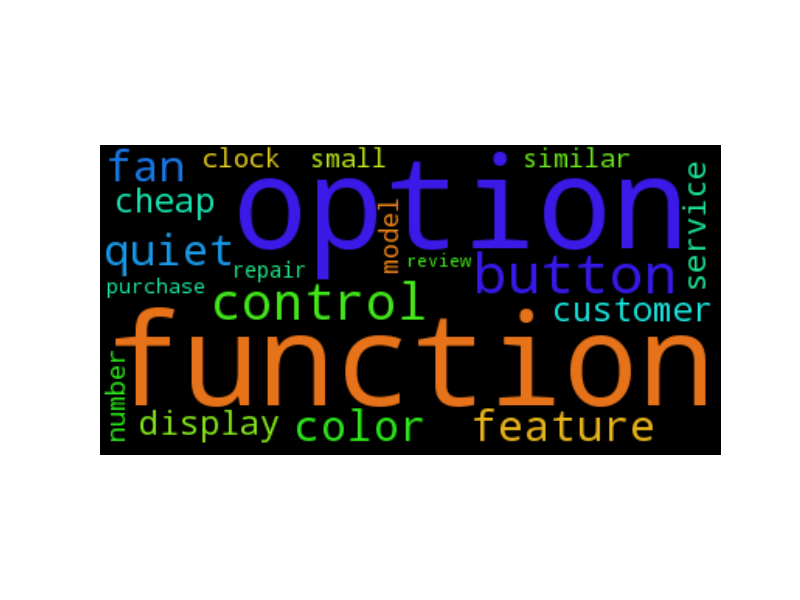 fan
clock
small
similar
option
cheap
service
model
quiet
repair
review
button
purchase
control
customer
function
number
display
color
feature